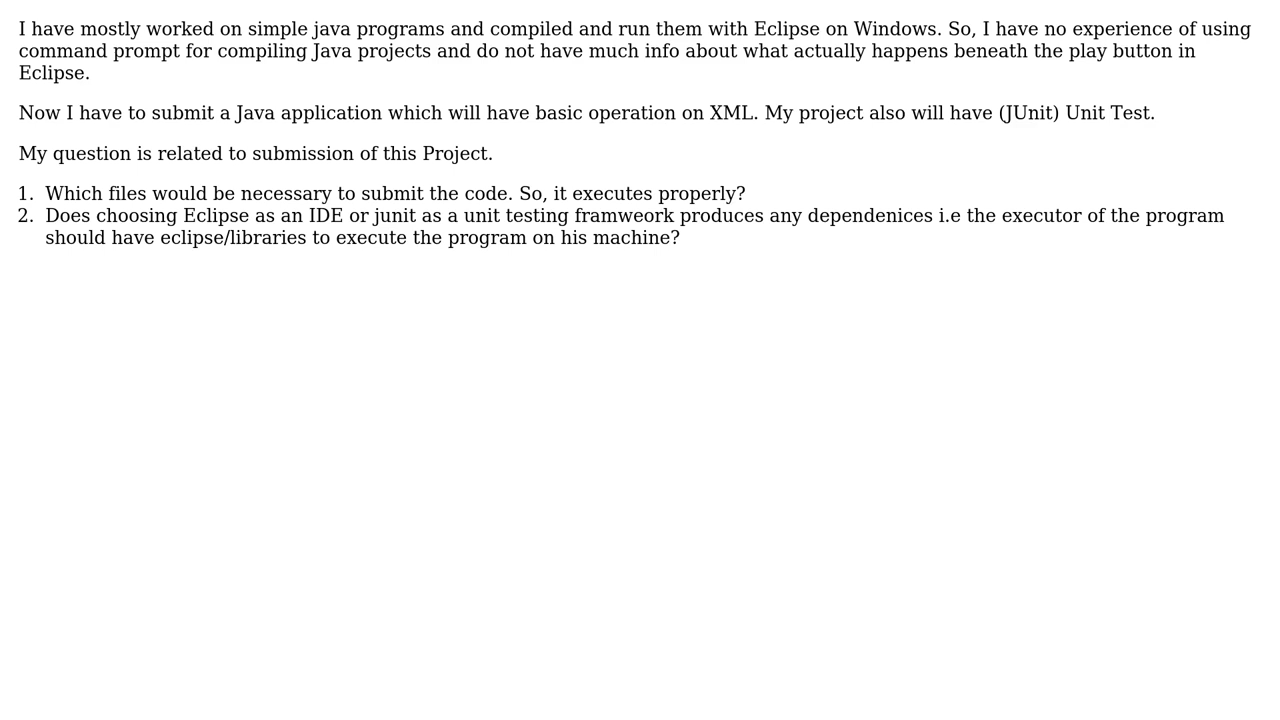 I have mostly worked on simple java programs and compiled and run them with Eclipse on Windows. So, I have no experience of using
command prompt for compiling Java projects and do not have much info about what actually happens beneath the play button in
Eclipse.
Now I have to submit a Java application which will have basic operation on XML. My project also will have (JUnit) Unit Test.
My question is related to submission of this Project.
1. Which files would be necessary to submit the code. So, it executes properly?
2. Does choosing Eclipse as an IDE or junit as a unit testing framweork produces any dependenices i.e the executor of the program
should have eclipse/libraries to execute the program on his machine?